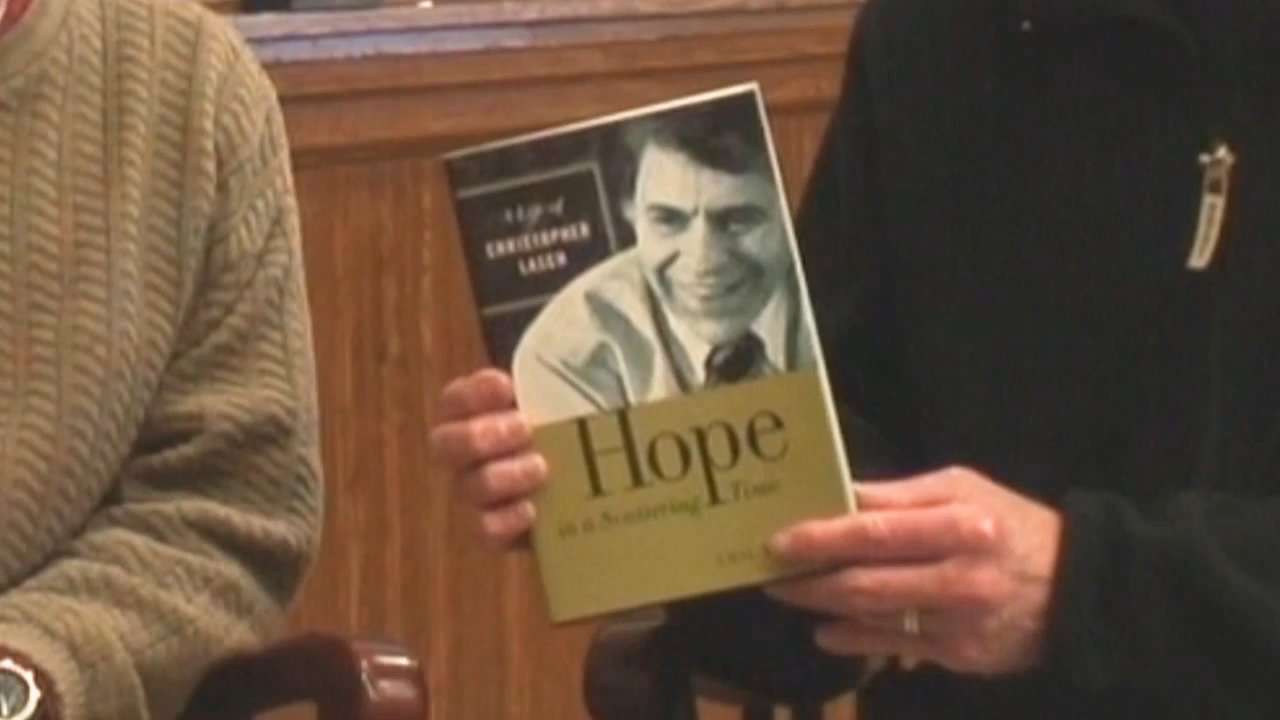 A Life of
CHRISTOPHER
LASCH
Hope
in a Scattering Time